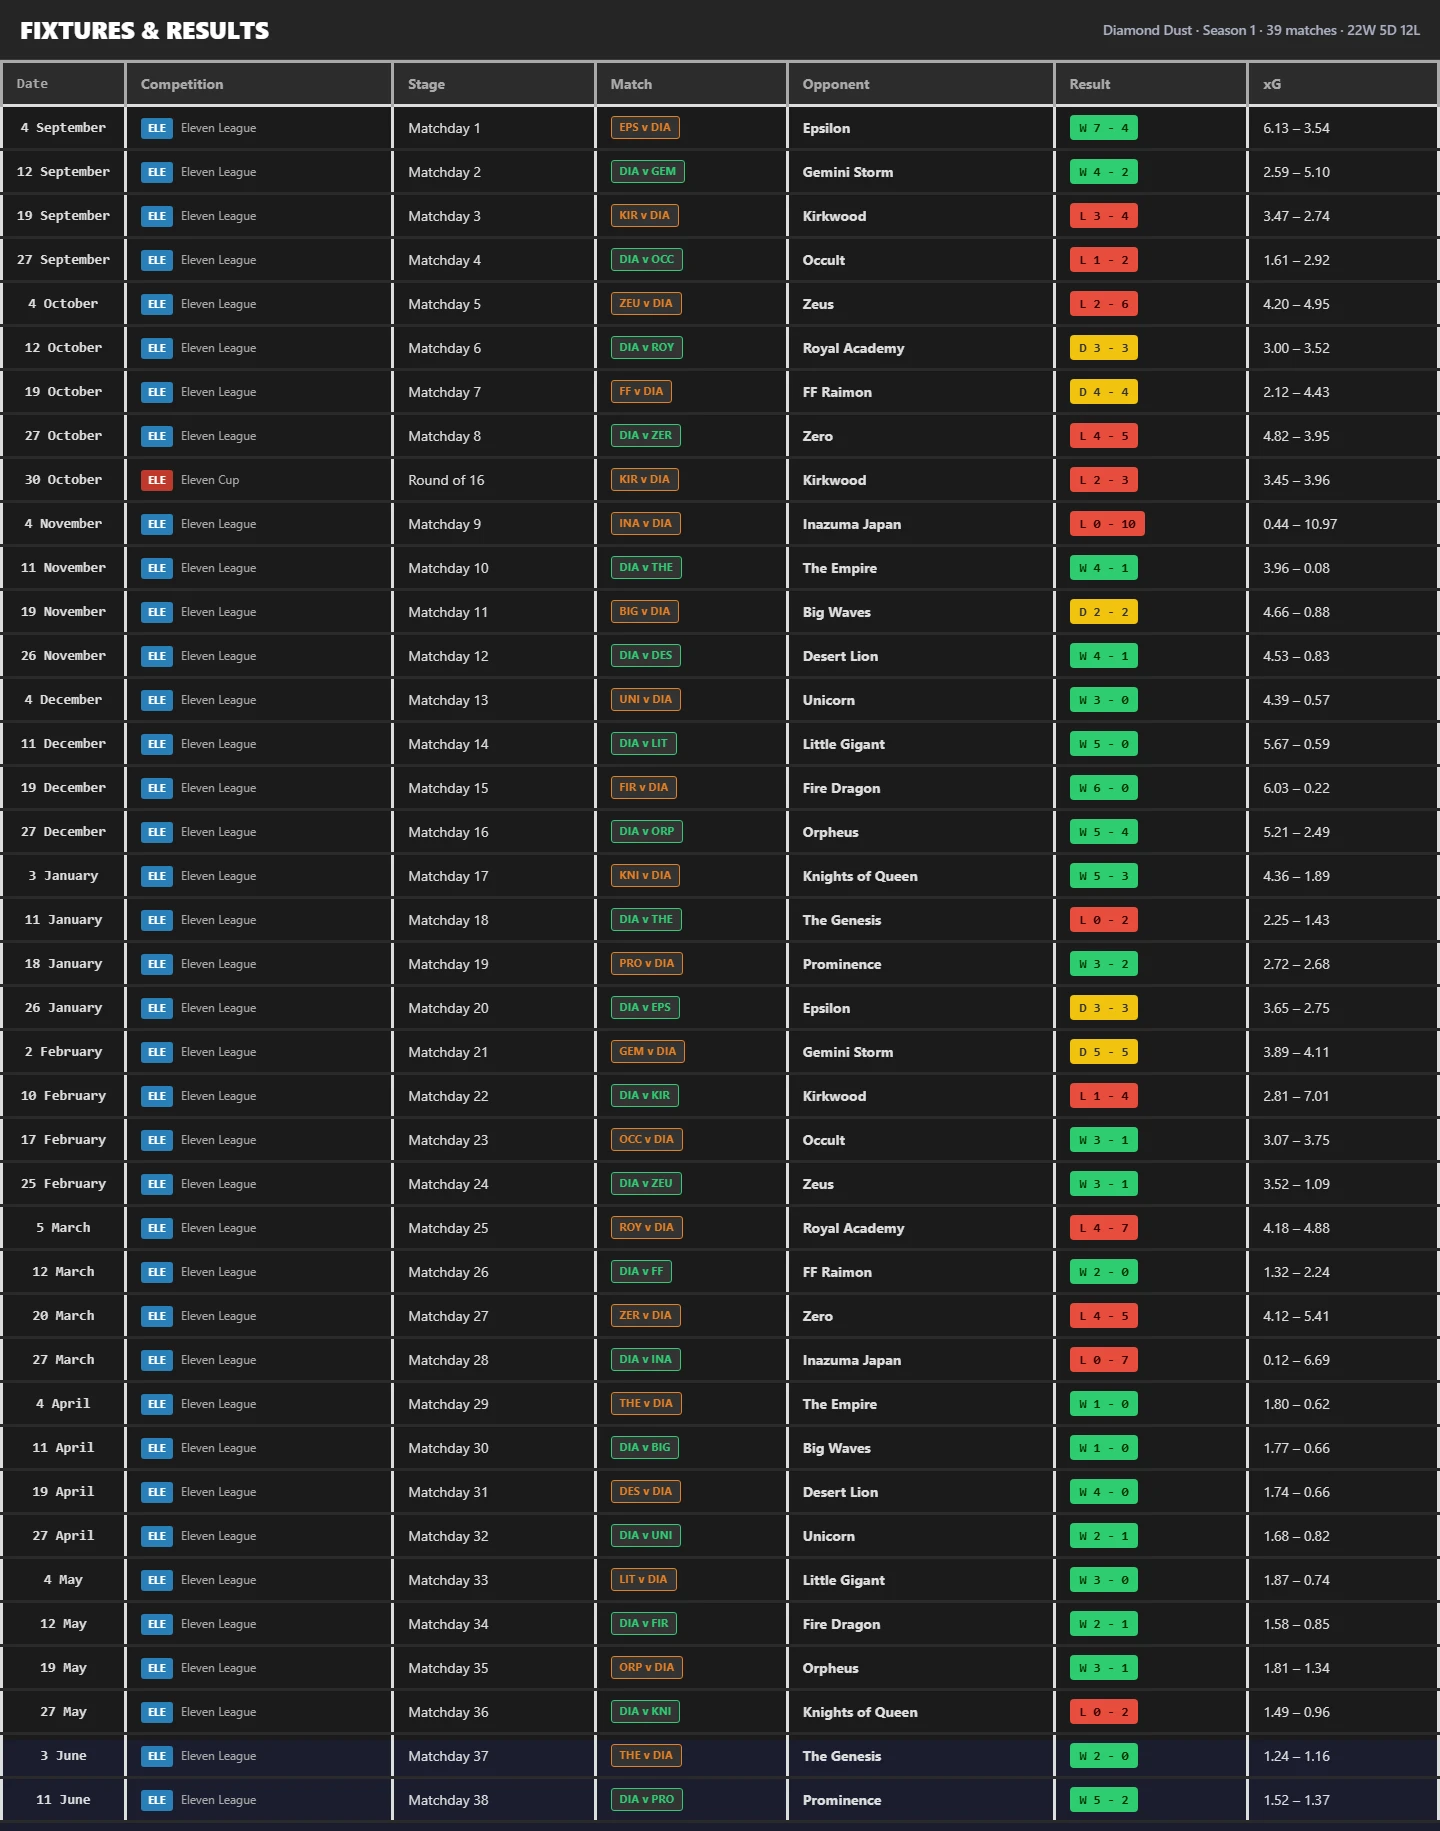 FIXTURES & RESULTS
Diamond Dust · Season 1 · 39 matches · 22W 5D 12L
Date Competition Stage Match Opponent Result xG
4 September ELE Eleven League Matchday 1 EPS v DIA Epsilon W 7 - 4 6.13 – 3.54
12 September ELE Eleven League Matchday 2 DIA v GEM Gemini Storm W 4 - 2 2.59 – 5.10
19 September ELE Eleven League Matchday 3 KIR v DIA Kirkwood L 3 - 4 3.47 – 2.74
27 September ELE Eleven League Matchday 4 DIA v OCC Occult L 1 - 2 1.61 – 2.92
4 October ELE Eleven League Matchday 5 ZEU v DIA Zeus L 2 - 6 4.20 – 4.95
12 October ELE Eleven League Matchday 6 DIA v ROY Royal Academy D 3 - 3 3.00 – 3.52
19 October ELE Eleven League Matchday 7 FF v DIA FF Raimon D 4 - 4 2.12 – 4.43
27 October ELE Eleven League Matchday 8 DIA v ZER Zero L 4 - 5 4.82 – 3.95
30 October ELE Eleven Cup Round of 16 KIR v DIA Kirkwood L 2 - 3 3.45 – 3.96
4 November ELE Eleven League Matchday 9 INA v DIA Inazuma Japan L 0 - 10 0.44 – 10.97
11 November ELE Eleven League Matchday 10 DIA v THE The Empire W 4 - 1 3.96 – 0.08
19 November ELE Eleven League Matchday 11 BIG v DIA Big Waves D 2 - 2 4.66 – 0.88
26 November ELE Eleven League Matchday 12 DIA v DES Desert Lion W 4 - 1 4.53 – 0.83
4 December ELE Eleven League Matchday 13 UNI v DIA Unicorn W 3 - 0 4.39 – 0.57
11 December ELE Eleven League Matchday 14 DIA v LIT Little Gigant W 5 - 0 5.67 – 0.59
19 December ELE Eleven League Matchday 15 FIR v DIA Fire Dragon W 6 - 0 6.03 – 0.22
27 December ELE Eleven League Matchday 16 DIA v ORP Orpheus W 5 - 4 5.21 – 2.49
3 January ELE Eleven League Matchday 17 KNI v DIA Knights of Queen W 5 - 3 4.36 – 1.89
11 January ELE Eleven League Matchday 18 DIA v THE The Genesis L 0 - 2 2.25 – 1.43
18 January ELE Eleven League Matchday 19 PRO v DIA Prominence W 3 - 2 2.72 – 2.68
26 January ELE Eleven League Matchday 20 DIA v EPS Epsilon D 3 - 3 3.65 – 2.75
2 February ELE Eleven League Matchday 21 GEM v DIA Gemini Storm D 5 - 5 3.89 – 4.11
10 February ELE Eleven League Matchday 22 DIA v KIR Kirkwood L 1 - 4 2.81 – 7.01
17 February ELE Eleven League Matchday 23 OCC v DIA Occult W 3 - 1 3.07 – 3.75
25 February ELE Eleven League Matchday 24 DIA v ZEU Zeus W 3 - 1 3.52 – 1.09
5 March ELE Eleven League Matchday 25 ROY v DIA Royal Academy L 4 - 7 4.18 – 4.88
12 March ELE Eleven League Matchday 26 DIA v FF FF Raimon W 2 - 0 1.32 – 2.24
20 March ELE Eleven League Matchday 27 ZER v DIA Zero L 4 - 5 4.12 – 5.41
27 March ELE Eleven League Matchday 28 DIA v INA Inazuma Japan L 0 - 7 0.12 – 6.69
4 April ELE Eleven League Matchday 29 THE v DIA The Empire W 1 - 0 1.80 – 0.62
11 April ELE Eleven League Matchday 30 DIA v BIG Big Waves W 1 - 0 1.77 – 0.66
19 April ELE Eleven League Matchday 31 DES v DIA Desert Lion W 4 - 0 1.74 – 0.66
27 April ELE Eleven League Matchday 32 DIA v UNI Unicorn W 2 - 1 1.68 – 0.82
4 May ELE Eleven League Matchday 33 LIT v DIA Little Gigant W 3 - 0 1.87 – 0.74
12 May ELE Eleven League Matchday 34 DIA v FIR Fire Dragon W 2 - 1 1.58 – 0.85
19 May ELE Eleven League Matchday 35 ORP v DIA Orpheus W 3 - 1 1.81 – 1.34
27 May ELE Eleven League Matchday 36 DIA v KNI Knights of Queen L 0 - 2 1.49 – 0.96
3 June ELE Eleven League Matchday 37 THE v DIA The Genesis W 2 - 0 1.24 – 1.16
11 June ELE Eleven League Matchday 38 DIA v PRO Prominence W 5 - 2 1.52 – 1.37